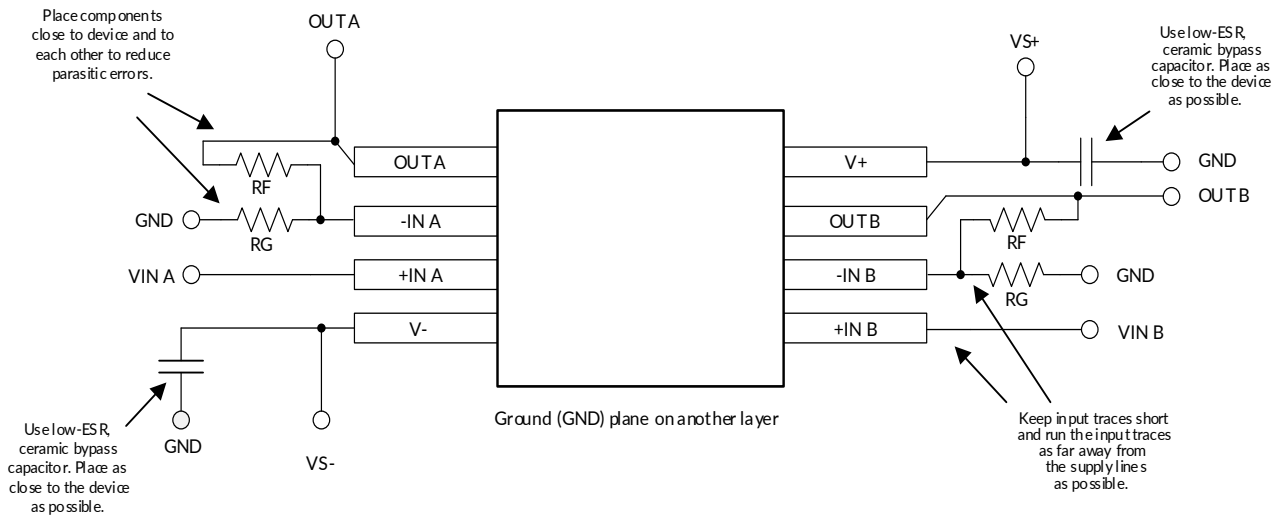 Place components
close to device and to
each other to reduce
parasitic errors.
OUT A
VS+
Use low-ESR,
ceramic bypass
capacitor. Place as
close to the device
as possible.
OUT A
V+
GND
RF
OUT B
OUT B
GND
-IN A
RF
RG
VIN A
+IN A
-IN B
GND
RG
V-
+IN B
VIN B
Ground (GND) plane on another layer
Use low-ESR,
ceramic bypass
capacitor. Place as
close to the device
as possible.
GND
VS-
Keep input traces short
and run the input traces
as far away from
the supply lines
as possible.